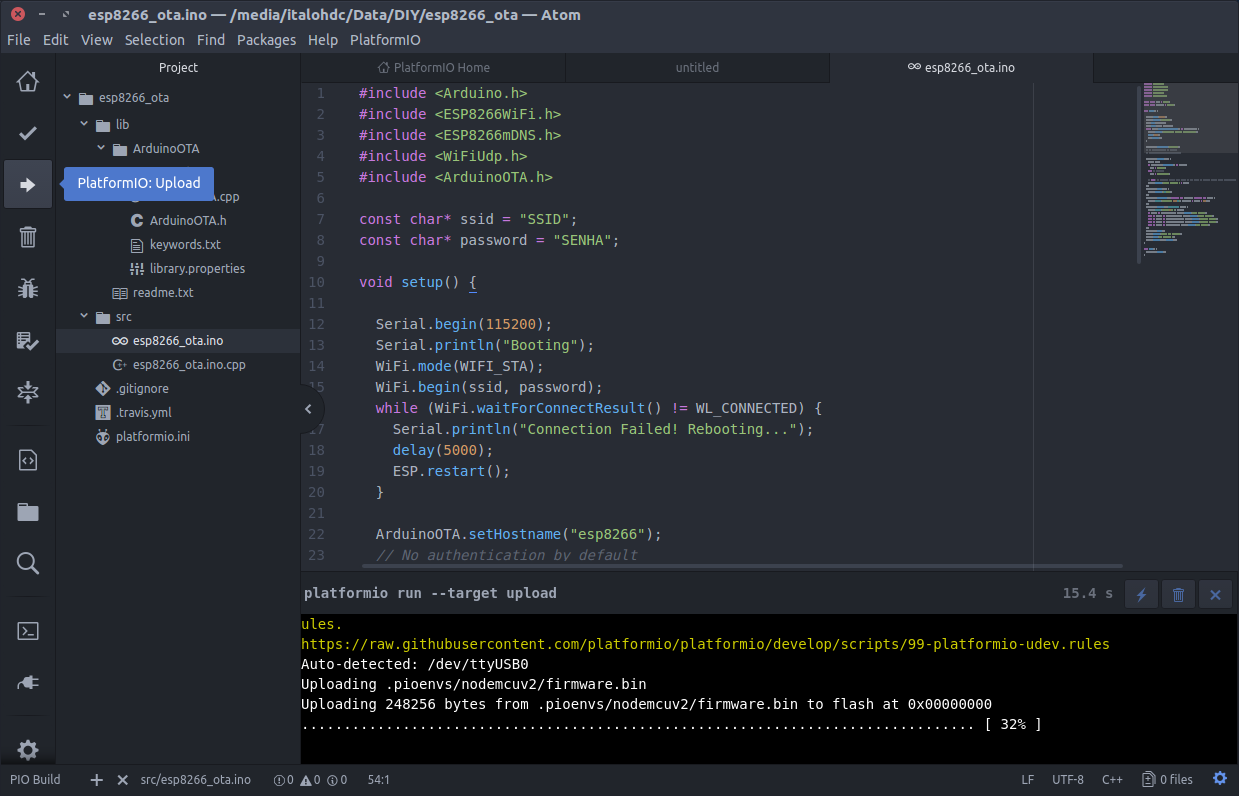 esp8266_ota.ino — /media/italohdc/Data/DIY/esp8266_ota — Atom
File Edit View Selection Find Packages Help PlatformIO
Project
esp8266_ota
lib
ArduinoOTA
PlatformIO: Upload
A.cpp
ArduinoOTA.h
keywords.txt
library.properties
readme.txt
src
esp8266_ota.ino
esp8266_ota.ino.cpp
.gitignore
.travis.yml
platformio.ini
PlatformIO Home untitled esp8266_ota.ino
1 #include <Arduino.h>
2 #include <ESP8266WiFi.h>
3 #include <ESP8266mDNS.h>
4 #include <WiFiUdp.h>
5 #include <ArduinoOTA.h>
6
7 const char* ssid = "SSID";
8 const char* password = "SENHA";
9
10 void setup() {
11
12 Serial.begin(115200);
13 Serial.println("Booting");
14 WiFi.mode(WIFI_STA);
15 WiFi.begin(ssid, password);
while (WiFi.waitForConnectResult() != WL_CONNECTED) {
17 Serial.println("Connection Failed! Rebooting...");
18 delay(5000);
19 ESP.restart();
20 }
21
22 ArduinoOTA.setHostname("esp8266");
23 // No authentication by default
platformio run --target upload 15.4 s
ules.
https://raw.githubusercontent.com/platformio/platformio/develop/scripts/99-platformio-udev.rules
Auto-detected: /dev/ttyUSB0
Uploading .pioenvs/nodemcuv2/firmware.bin
Uploading 248256 bytes from .pioenvs/nodemcuv2/firmware.bin to flash at 0x00000000
................................................................................ [ 32% ]
PIO Build src/esp8266_ota.ino 0 0 0 54:1 LF UTF-8 C++ 0 files